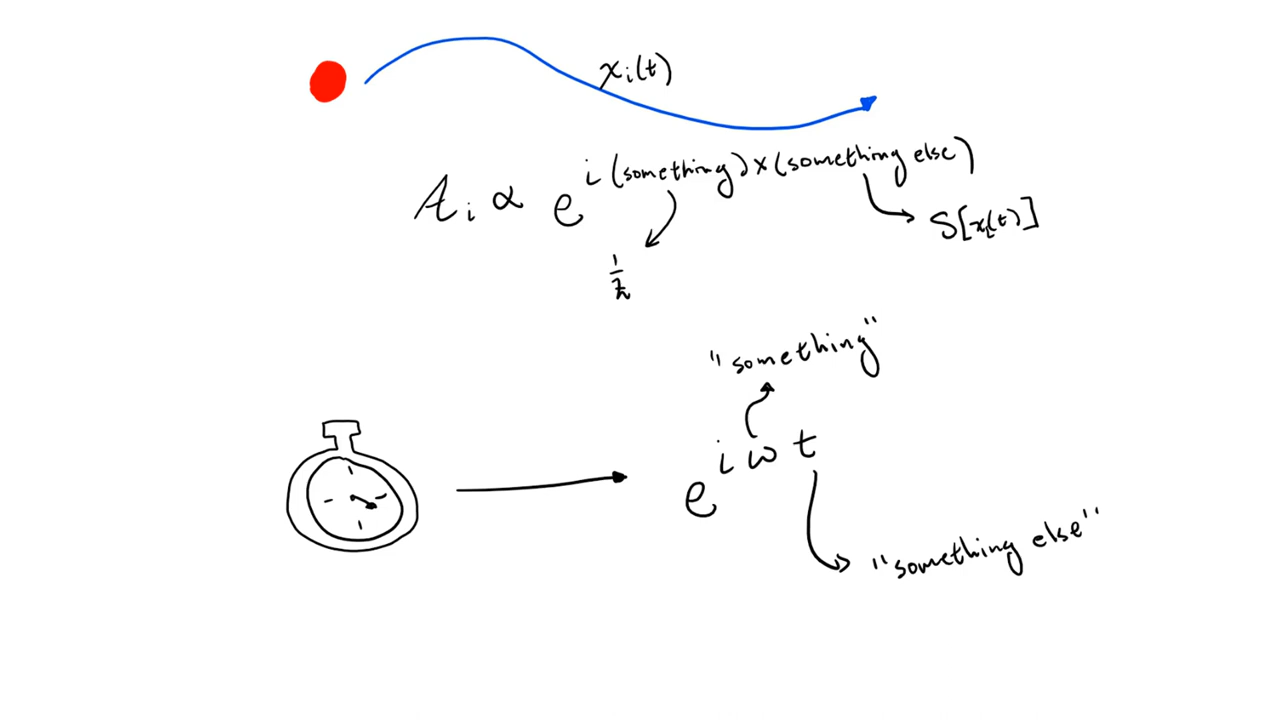 xᵢ(t)
Aᵢ ∝ e^{i(something)×(something else)}
S[xᵢ(t)]
1/ħ
"something"
e^{iωt}
"something else"